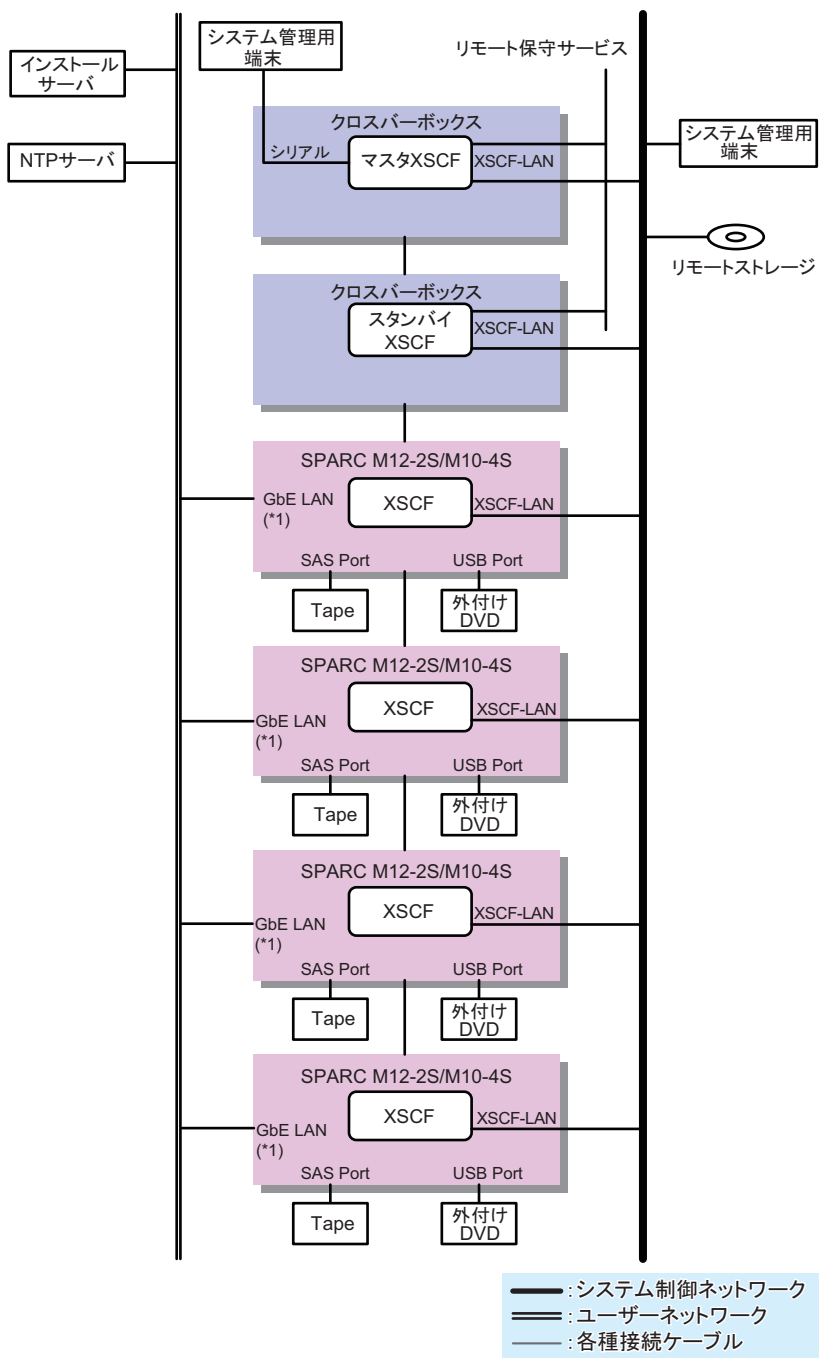 システム管理用
端末
リモート保守サービス
インストール
サーバ
クロスバーボックス
シリアル
マスタXSCF
XSCF-LAN
システム管理用
端末
NTPサーバ
リモートストレージ
クロスバーボックス
スタンバイ
XSCF
XSCF-LAN
SPARC M12-2S/M10-4S
GbE LAN
(*1)
XSCF
XSCF-LAN
SAS Port
USB Port
Tape
外付け
DVD
SPARC M12-2S/M10-4S
GbE LAN
(*1)
XSCF
XSCF-LAN
SAS Port
USB Port
Tape
外付け
DVD
SPARC M12-2S/M10-4S
GbE LAN
(*1)
XSCF
XSCF-LAN
SAS Port
USB Port
Tape
外付け
DVD
SPARC M12-2S/M10-4S
GbE LAN
(*1)
XSCF
XSCF-LAN
SAS Port
USB Port
Tape
外付け
DVD
:システム制御ネットワーク
:ユーザーネットワーク
:各種接続ケーブル